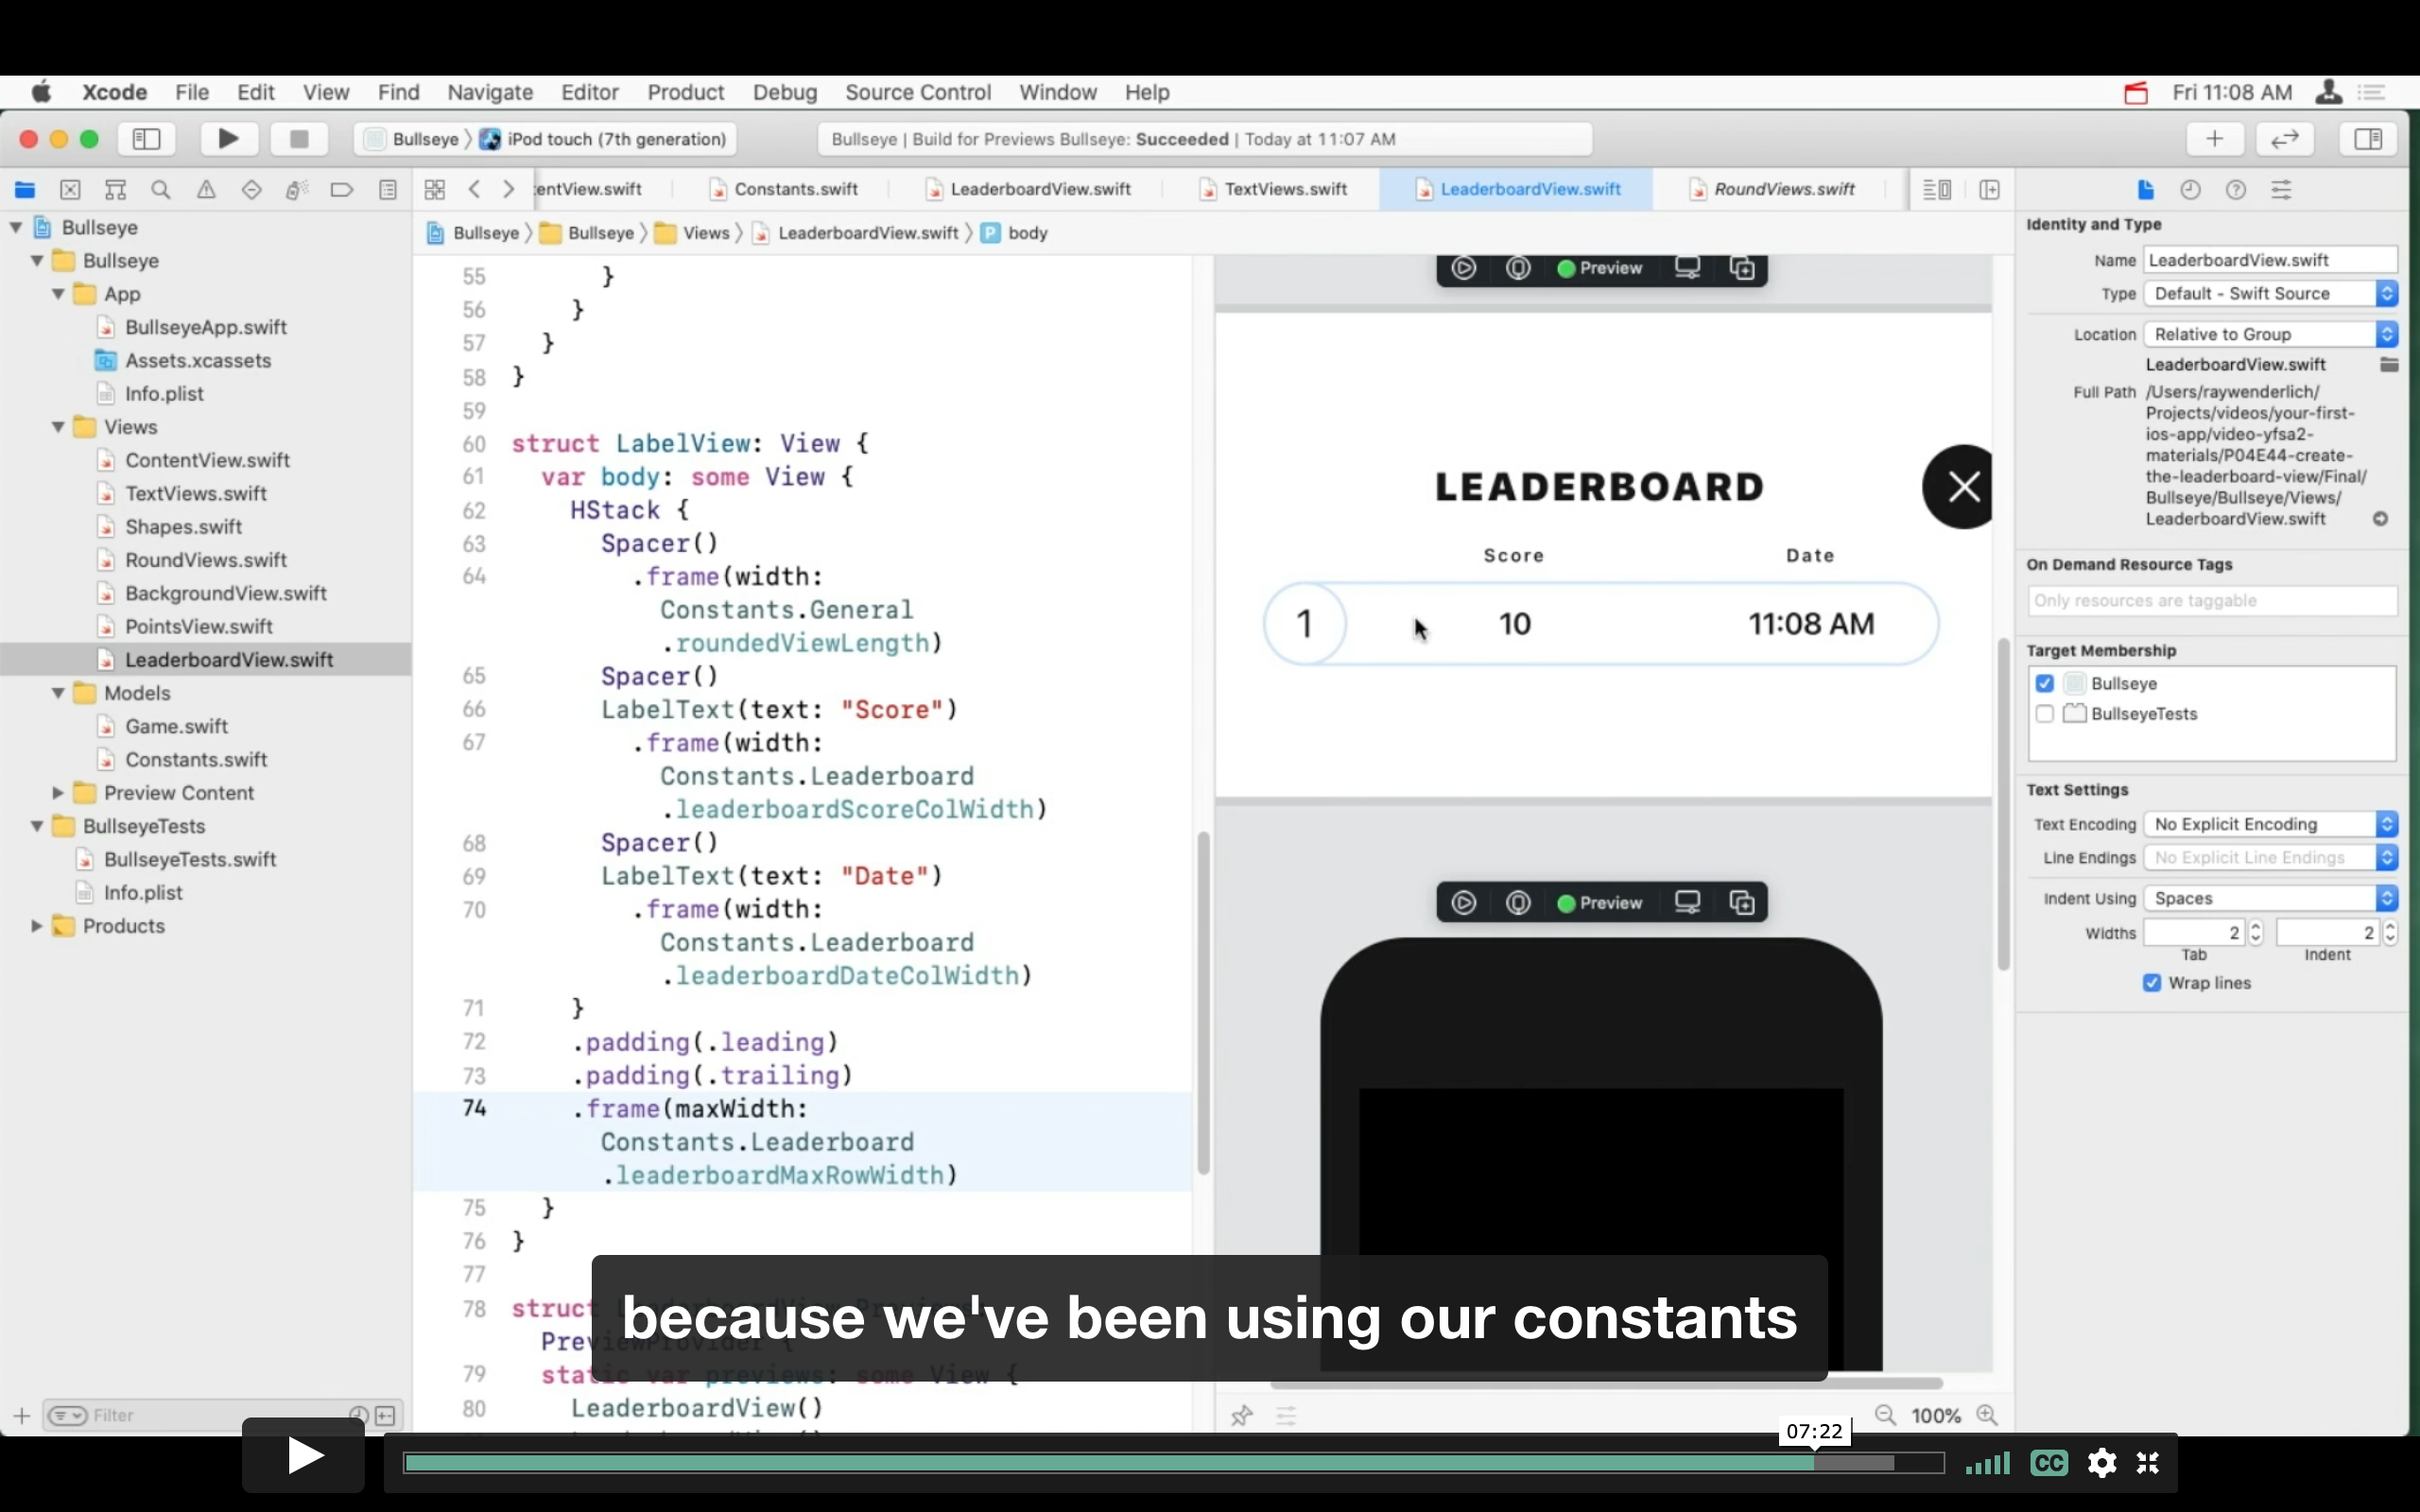 Xcode File Edit View Find Navigate Editor Product Debug Source Control Window Help Fri 11:08 AM
Bullseye 〉 iPod touch (7th generation)
Bullseye | Build for Previews Bullseye: Succeeded | Today at 11:07 AM
entView.swift Constants.swift LeaderboardView.swift TextViews.swift LeaderboardView.swift RoundViews.swift
Bullseye 〉 Bullseye 〉 Views 〉 LeaderboardView.swift 〉 P body
Bullseye
Bullseye
App
BullseyeApp.swift
Assets.xcassets
Info.plist
Views
ContentView.swift
TextViews.swift
Shapes.swift
RoundViews.swift
BackgroundView.swift
PointsView.swift
LeaderboardView.swift
Models
Game.swift
Constants.swift
Preview Content
BullseyeTests
BullseyeTests.swift
Info.plist
Products
Filter
55 }
56 }
57 }
58 }
59
60 struct LabelView: View {
61 var body: some View {
62 HStack {
63 Spacer()
64 .frame(width:
Constants.General
.roundedViewLength)
65 Spacer()
66 LabelText(text: "Score")
67 .frame(width:
Constants.Leaderboard
.leaderboardScoreColWidth)
68 Spacer()
69 LabelText(text: "Date")
70 .frame(width:
Constants.Leaderboard
.leaderboardDateColWidth)
71 }
72 .padding(.leading)
73 .padding(.trailing)
74 .frame(maxWidth:
Constants.Leaderboard
.leaderboardMaxRowWidth)
75 }
76 }
77
78 struct
PreviewProvider {
79 static var previews: some View {
80 LeaderboardView()
Preview
LEADERBOARD
Score Date
1 10 11:08 AM
Preview
100%
Identity and Type
Name LeaderboardView.swift
Type Default - Swift Source
Location Relative to Group
LeaderboardView.swift
Full Path /Users/raywenderlich/
Projects/videos/your-first-
ios-app/video-yfsa2-
materials/P04E44-create-
the-leaderboard-view/Final/
Bullseye/Bullseye/Views/
LeaderboardView.swift
On Demand Resource Tags
Only resources are taggable
Target Membership
Bullseye
BullseyeTests
Text Settings
Text Encoding No Explicit Encoding
Line Endings No Explicit Line Endings
Indent Using Spaces
Widths 2 2
Tab Indent
Wrap lines
because we've been using our constants
07:22
CC